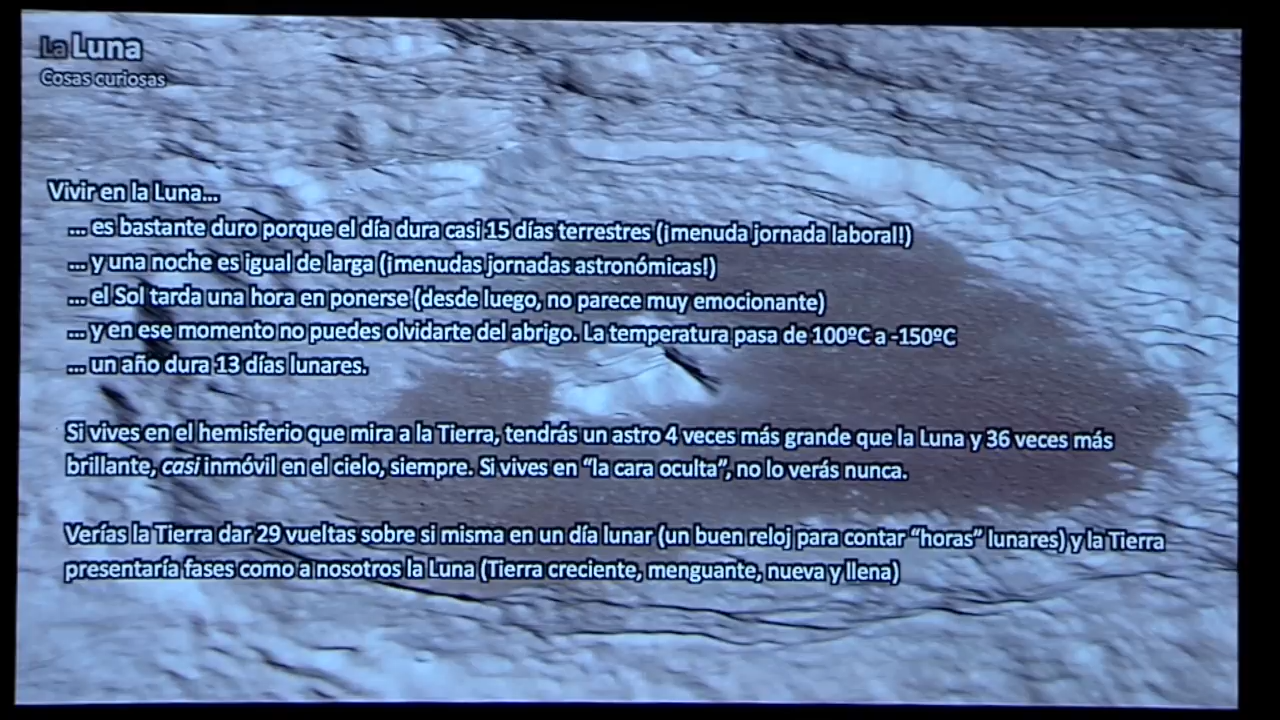 La Luna
Cosas curiosas
Vivir en la Luna...
... es bastante duro porque el día dura casi 15 días terrestres (¡menuda jornada laboral!)
... y una noche es igual de larga (¡menudas jornadas astronómicas!)
... el Sol tarda una hora en ponerse (desde luego, no parece muy emocionante)
... y en ese momento no puedes olvidarte del abrigo. La temperatura pasa de 100ºC a -150ºC
... un año dura 13 días lunares.
Si vives en el hemisferio que mira a la Tierra, tendrás un astro 4 veces más grande que la Luna y 36 veces más
brillante, casi inmóvil en el cielo, siempre. Si vives en “la cara oculta”, no lo verás nunca.
Verías la Tierra dar 29 vueltas sobre si misma en un día lunar (un buen reloj para contar “horas” lunares) y la Tierra
presentaría fases como a nosotros la Luna (Tierra creciente, menguante, nueva y llena)